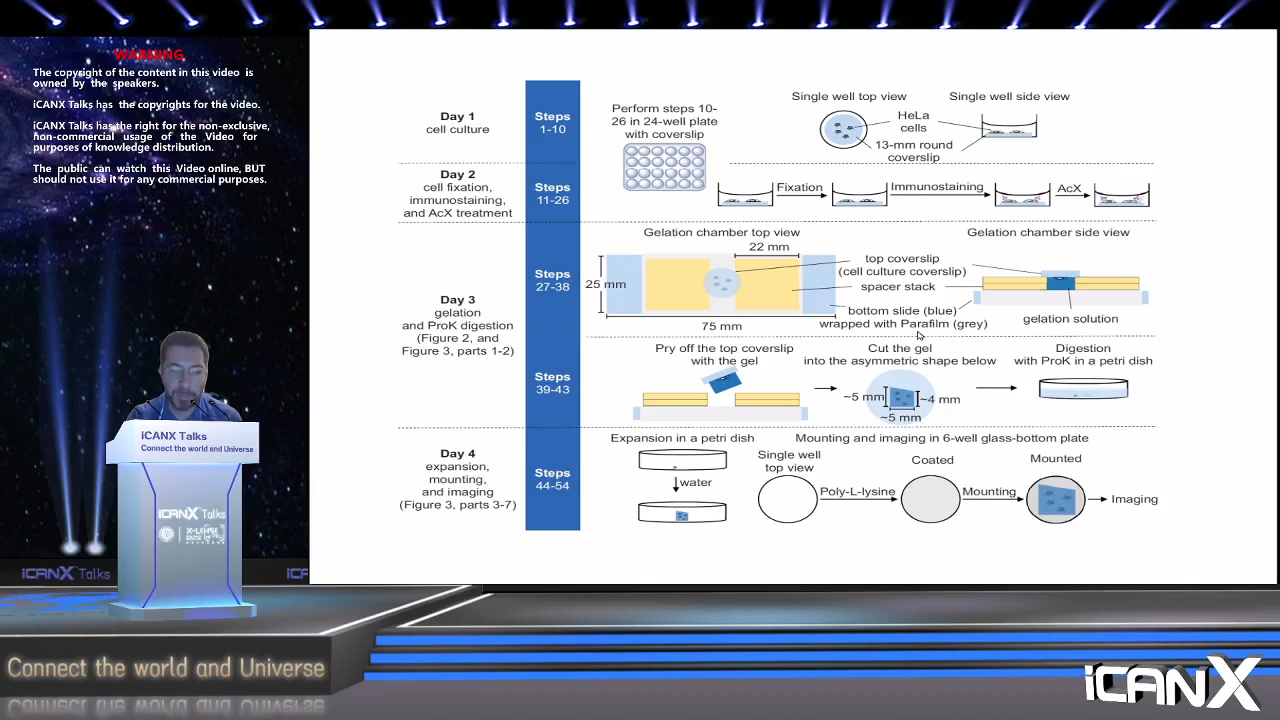 WARNING
The copyright of the content in this video is
owned by the speakers.
iCANX Talks has the copyrights for the video.
iCANX Talks has the right for the non-exclusive,
non-commercial usage of the Video for
purposes of knowledge distribution.
The public can watch this Video online, BUT
should not use it for any commercial purposes.
Day 1
cell culture
Steps
1-10
Perform steps 10-
26 in 24-well plate
with coverslip
Single well top view
Single well side view
HeLa
cells
13-mm round
coverslip
Day 2
cell fixation,
immunostaining,
and AcX treatment
Steps
11-26
Fixation
Immunostaining
AcX
Day 3
gelation
and ProK digestion
(Figure 2, and
Figure 3, parts 1-2)
Steps
27-38
Gelation chamber top view
Gelation chamber side view
22 mm
25 mm
75 mm
top coverslip
(cell culture coverslip)
spacer stack
bottom slide (blue)
wrapped with Parafilm (grey)
gelation solution
Steps
39-43
Pry off the top coverslip
with the gel
Cut the gel
into the asymmetric shape below
~5 mm
~4 mm
~5 mm
Digestion
with ProK in a petri dish
Day 4
expansion,
mounting,
and imaging
(Figure 3, parts 3-7)
Steps
44-54
Expansion in a petri dish
water
Mounting and imaging in 6-well glass-bottom plate
Single well
top view
Poly-L-lysine
Coated
Mounting
Mounted
Imaging
iCANX Talks
Connect the world and Universe
iCANX Talks
iCANX Talks
iCANX
Connect the world and Universe
iCANX